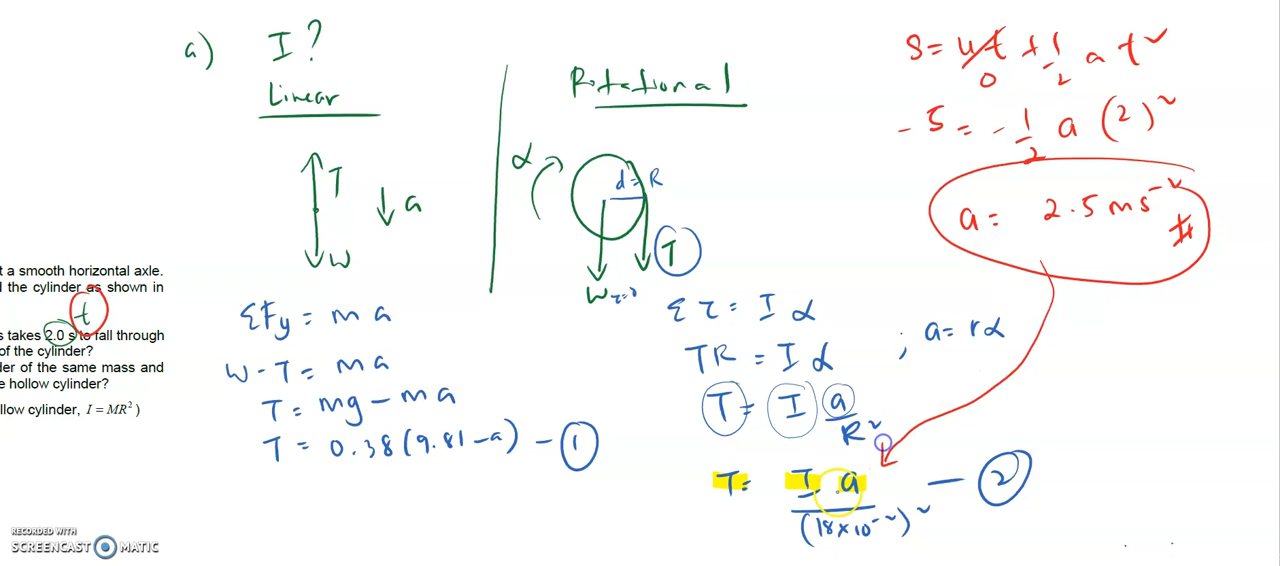 a) I?
Linear
T
↓ a
W
ΣFy = ma
W - T = ma
T = mg - ma
T = 0.38 (9.81 - a) - ①
Rotational
α
d = R
T
W τ=0
Στ = I α
TR = I α ; a = rα
T = I a/R²
T = I a/(18×10⁻²)² — ②
S = ut + 1/2 a t²
0
- 5 = - 1/2 a (2)²
a = 2.5 ms⁻² #
t a smooth horizontal axle.
d the cylinder as shown in
t
s takes 2.0 s to fall through
of the cylinder?
der of the same mass and
e hollow cylinder?
llow cylinder, I = MR²)
RECORDED WITH
SCREENCAST MATIC